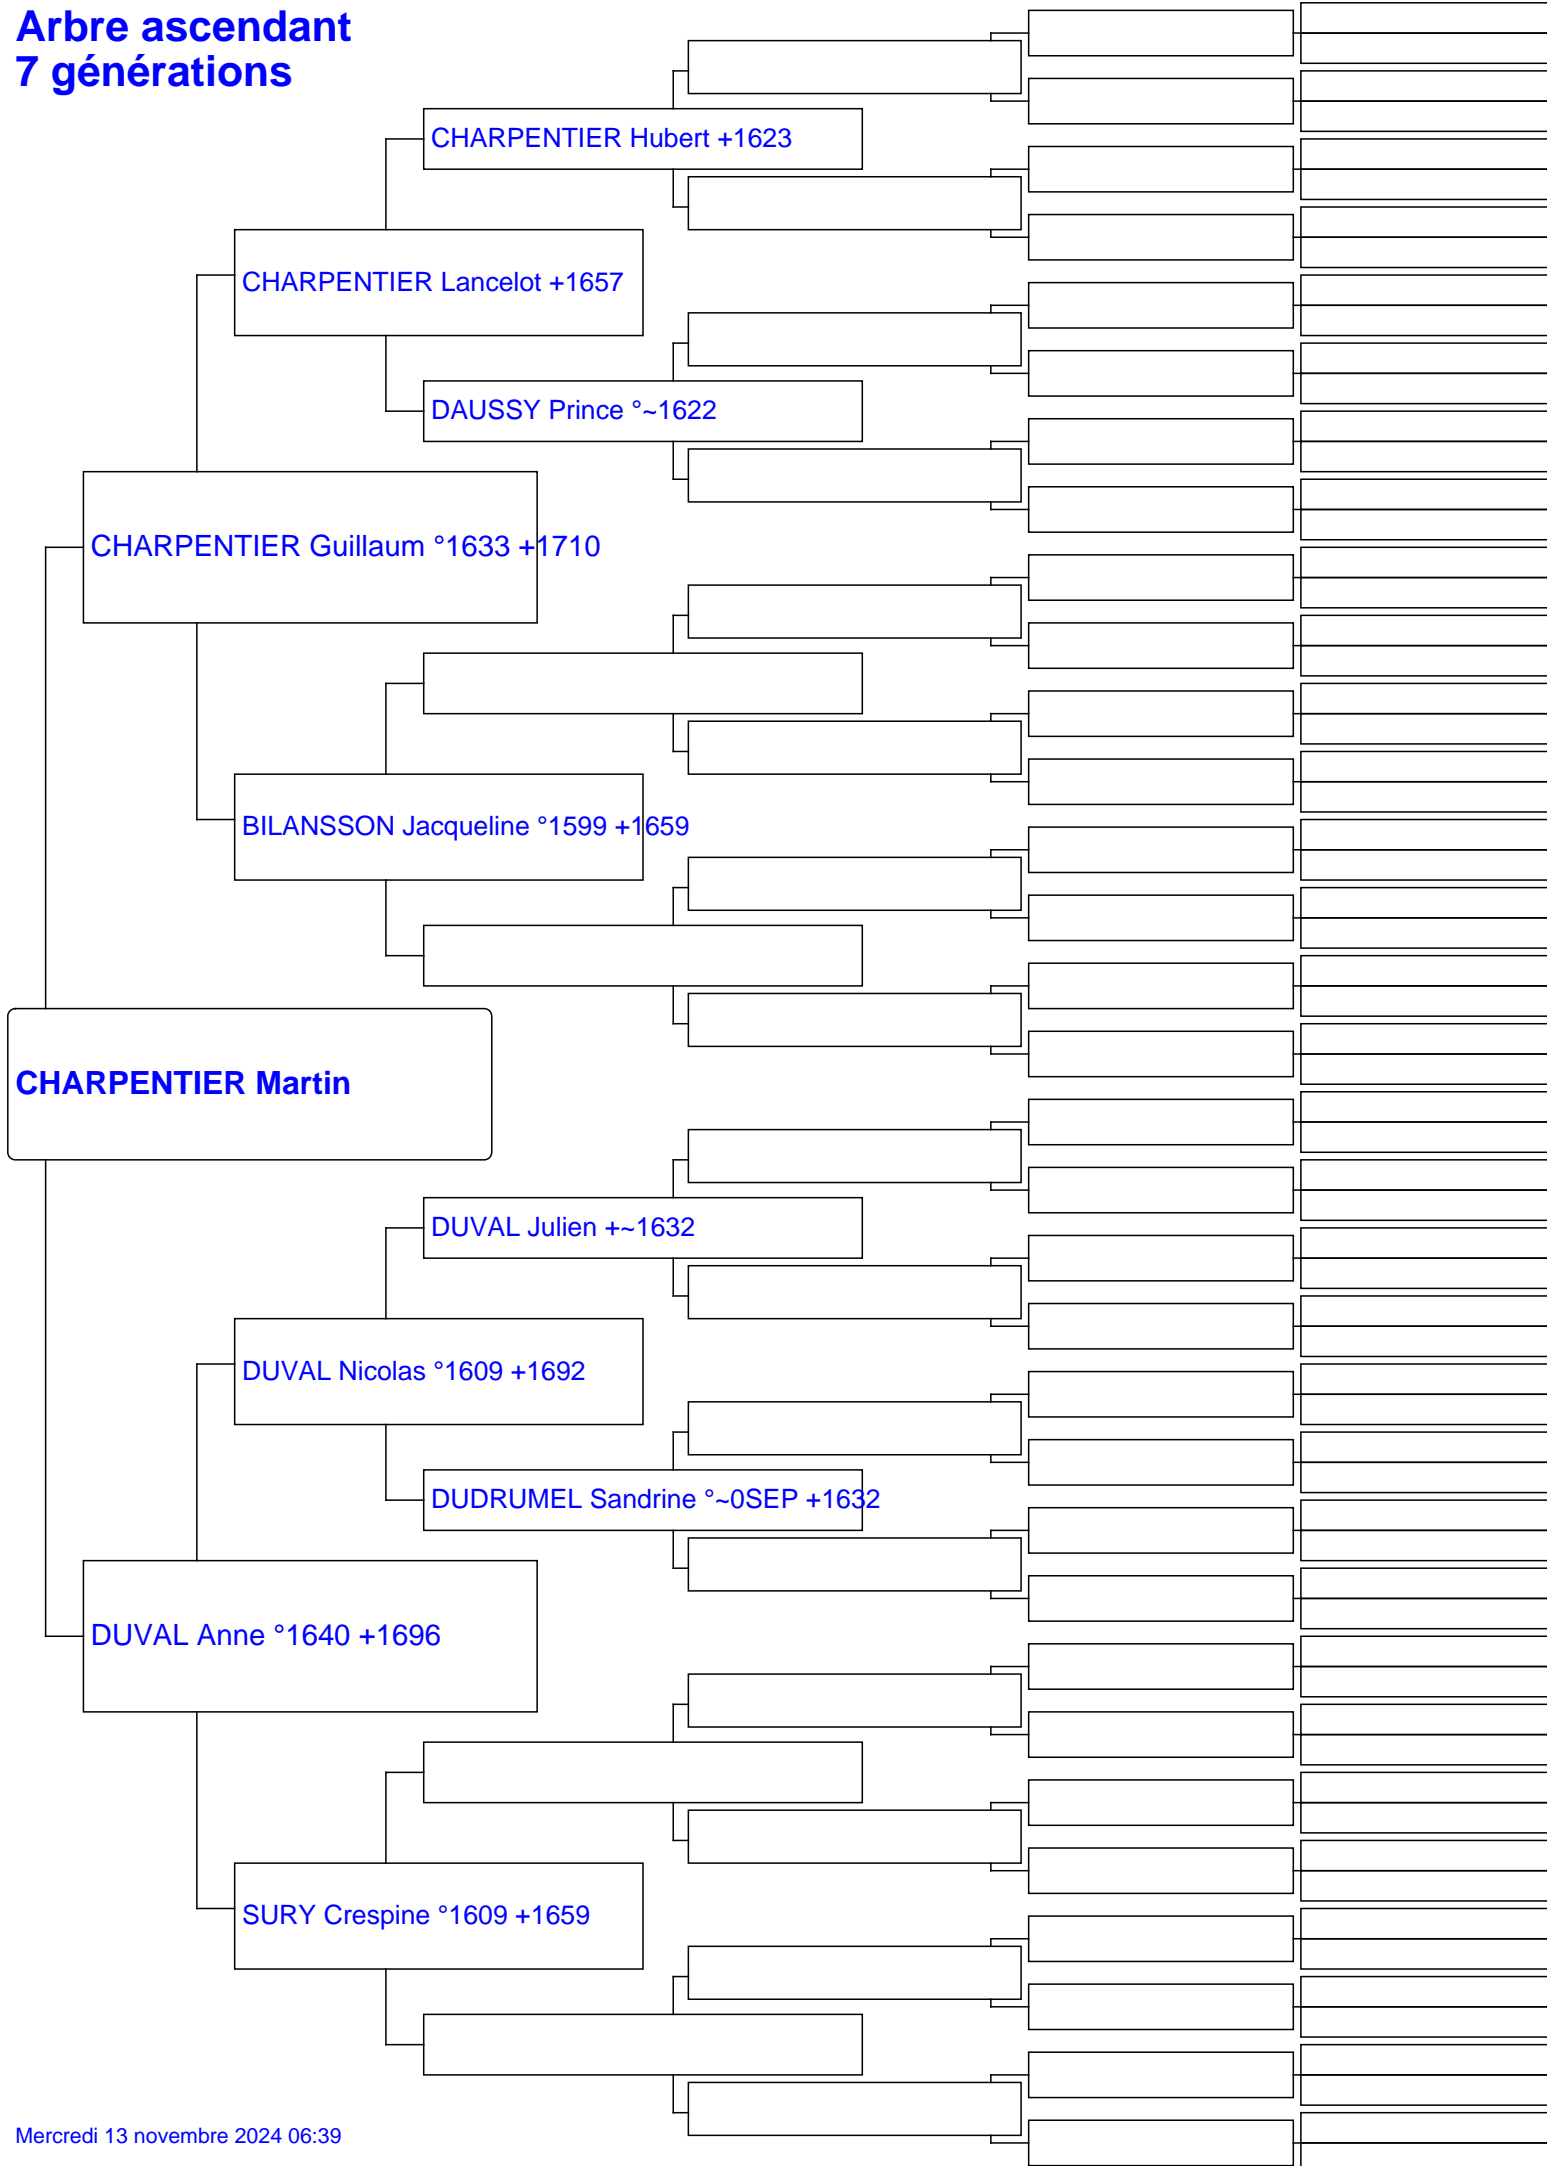 Arbre ascendant
7 générations
CHARPENTIER Hubert +1623
CHARPENTIER Lancelot +1657
DAUSSY Prince °~1622
CHARPENTIER Guillaum °1633 +1710
BILANSSON Jacqueline °1599 +1659
CHARPENTIER Martin
DUVAL Julien +~1632
DUVAL Nicolas °1609 +1692
DUDRUMEL Sandrine °~0SEP +1632
DUVAL Anne °1640 +1696
SURY Crespine °1609 +1659
Mercredi 13 novembre 2024 06:39